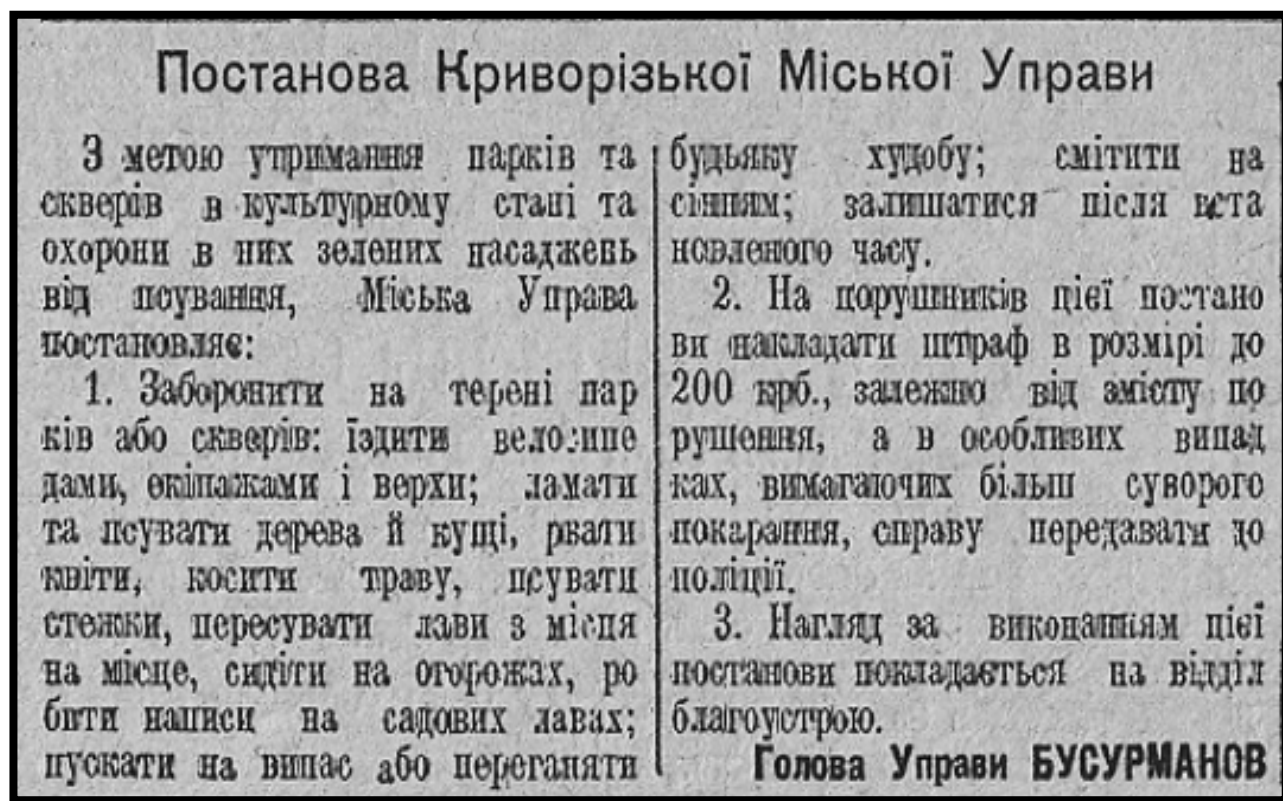 Постанова Криворізької Міської Управи
З метою утримання парків та
скверів в культурному стані та
охорони в них зелених насаджень
від псування, Міська Управа
постановляє:
1. Заборонити на терені пар
ків або скверів: їздити велосипе
дами, екіпажами і верхи; ламати
та псувати дерева й кущі, рвати
квіти, косити траву, псувати
стежки, пересувати лави з місця
на місце, сидіти на огорожах, ро
бити написи на садових лавах;
пускати на випас або переганяти
будьяку худобу; смітити на
сінням; залишатися після вста
новленого часу.
2. На порушників цієї постано
ви накладати штраф в розмірі до
200 крб., залежно від змісту по
рушення, а в особливих випад
ках, вимагаючих більш суворого
покарання, справу передавати до
поліції.
3. Нагляд за виконанням цієї
постанови покладається на відділ
благоустрою.
Голова Управи БУСУРМАНОВ